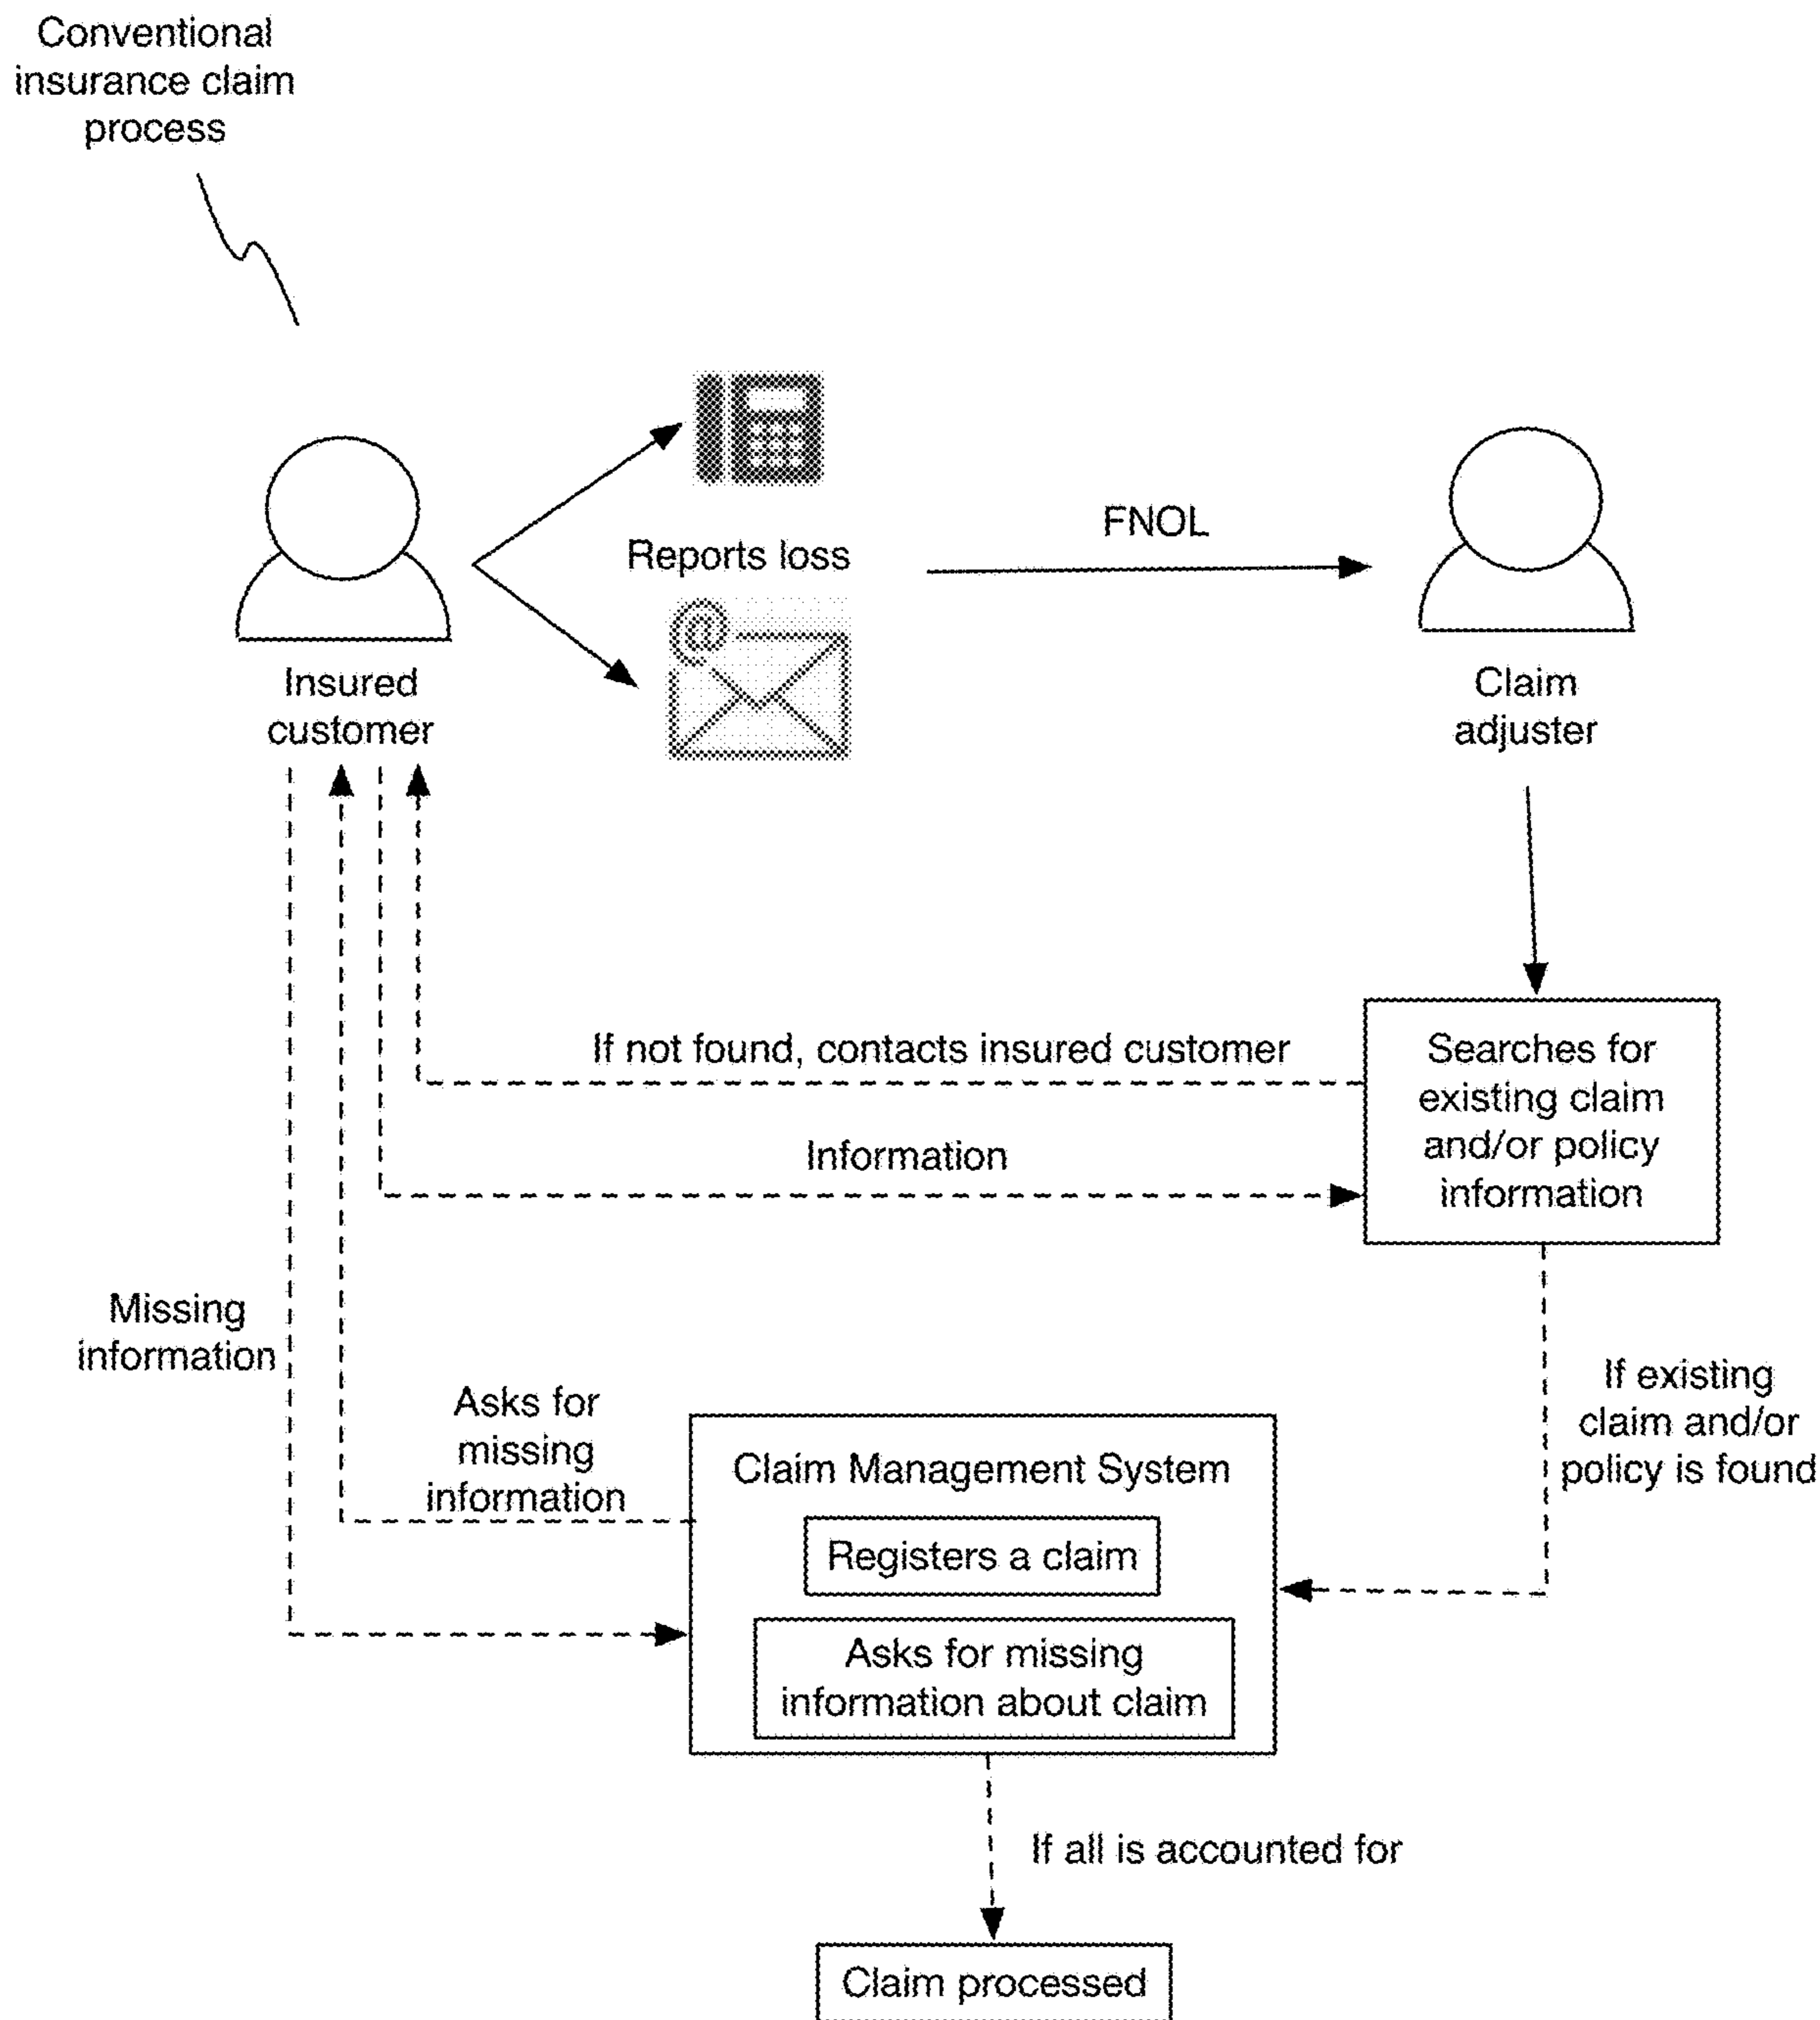 Conventional
insurance claim
process
FNOL
Reports loss
@
Insured
customer
Claim
adjuster
If not found, contacts insured customer
Searches for
existing claim
and/or policy
information
Information
Missing
information
If existing
claim and/or
policy is found
Asks for
missing
information
Claim Management System
Registers a claim
Asks for missing
information about claim
If all is accounted for
Claim processed